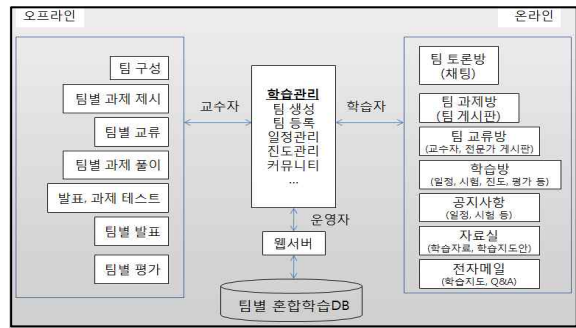 오프라인
온라인
팀 구성
팀별 과제 제시
팀별 교류
팀별 과제 풀이
발표, 과제 테스트
팀별 발표
팀별 평가
교수자
학습관리
팀 생성
팀 등록
일정관리
진도관리
커뮤니티
...
학습자
운영자
웹서버
팀별 혼합학습DB
팀 토론방
(채팅)
팀 과제방
(팀 게시판)
팀 교류방
(교수자, 전문가 게시판)
학습방
(일정, 시험, 진도, 평가 등)
공지사항
(일정, 시험 등)
자료실
(학습자료, 학습지도안)
전자메일
(학습지도, Q&A)